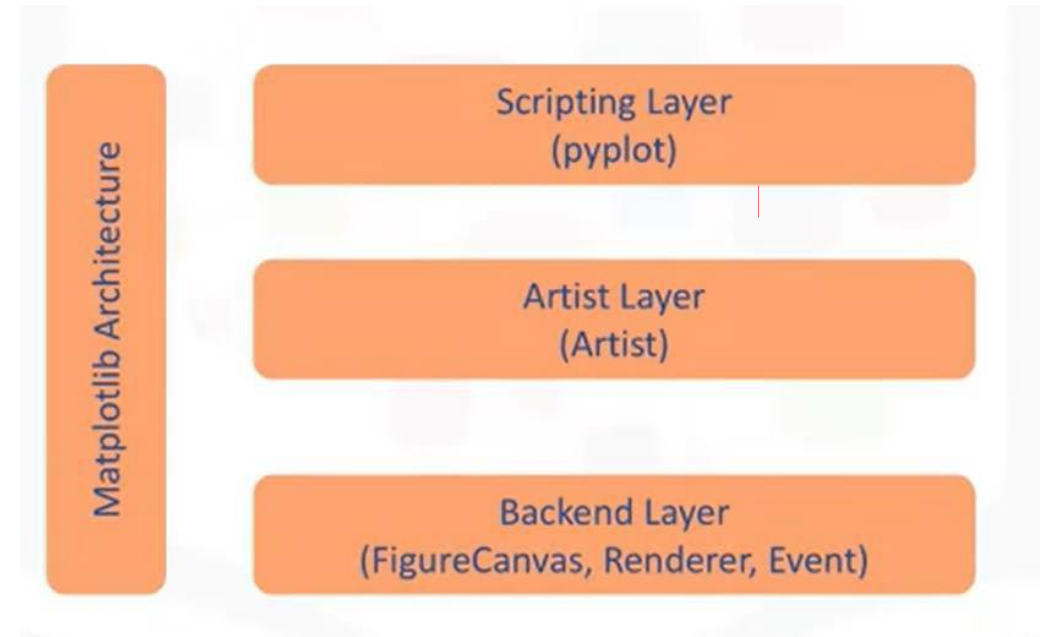 Matplotlib Architecture
Scripting Layer
(pyplot)
Artist Layer
(Artist)
Backend Layer
(FigureCanvas, Renderer, Event)